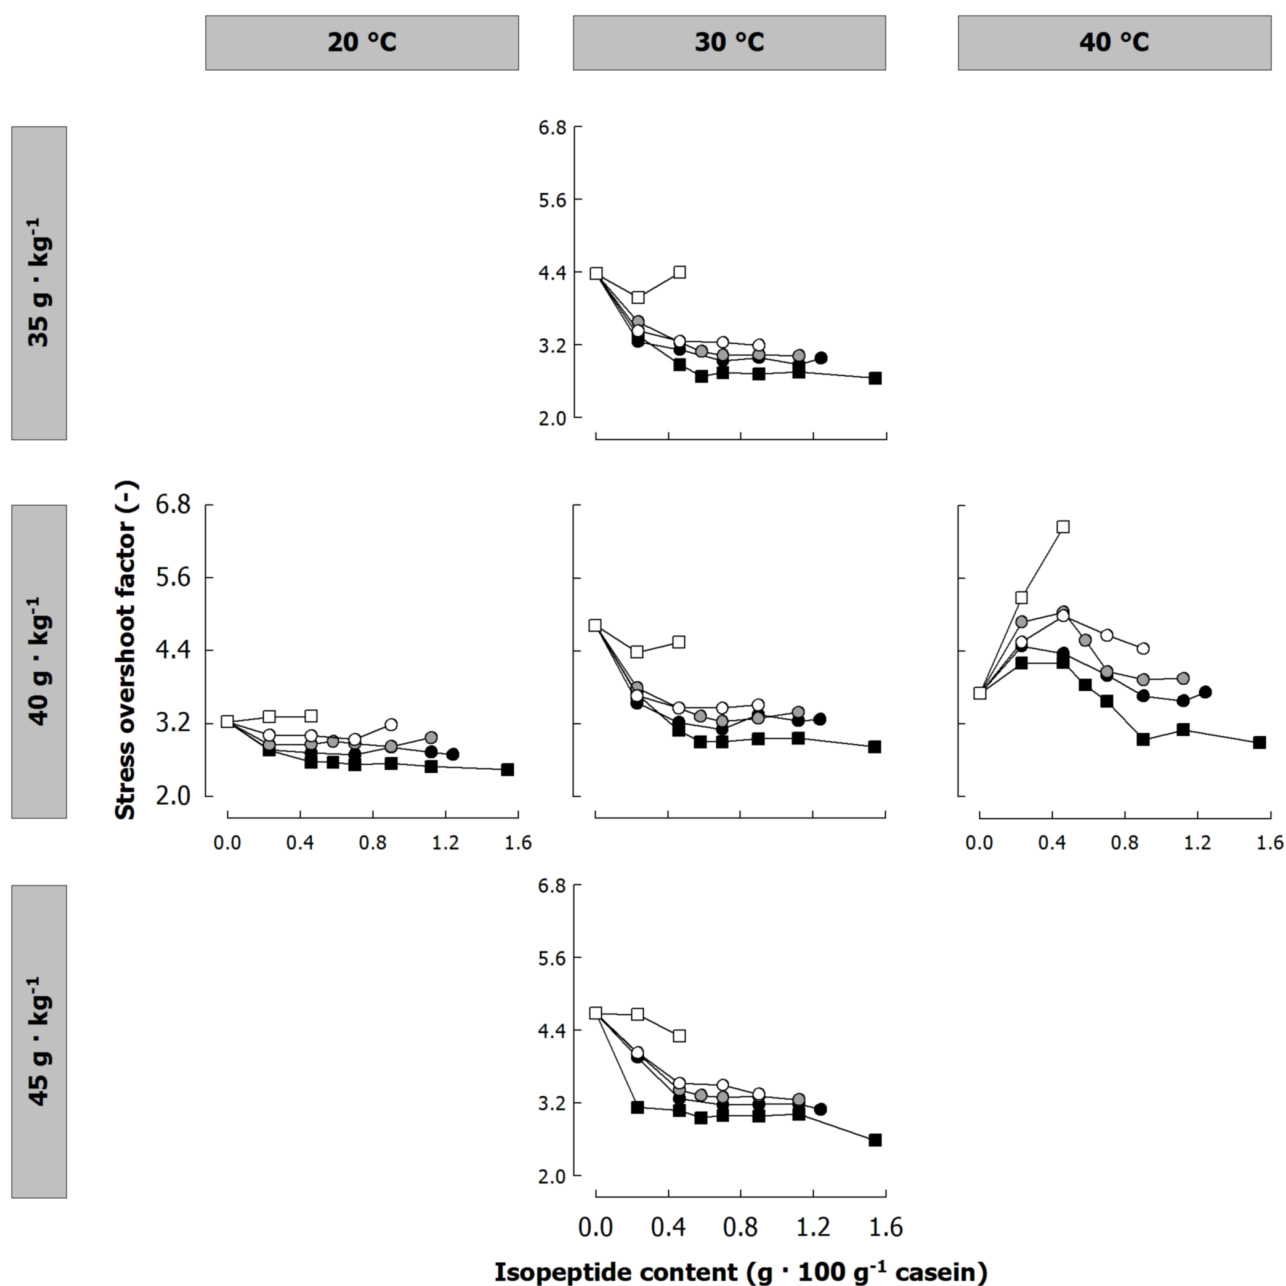 20 °C
30 °C
40 °C
35 g · kg⁻¹
6.8
5.6
4.4
3.2
2.0
40 g · kg⁻¹
Stress overshoot factor (-)
6.8
5.6
4.4
3.2
2.0
0.0 0.4 0.8 1.2 1.6
0.0 0.4 0.8 1.2 1.6
45 g · kg⁻¹
6.8
5.6
4.4
3.2
2.0
0.0 0.4 0.8 1.2 1.6
Isopeptide content (g · 100 g⁻¹ casein)